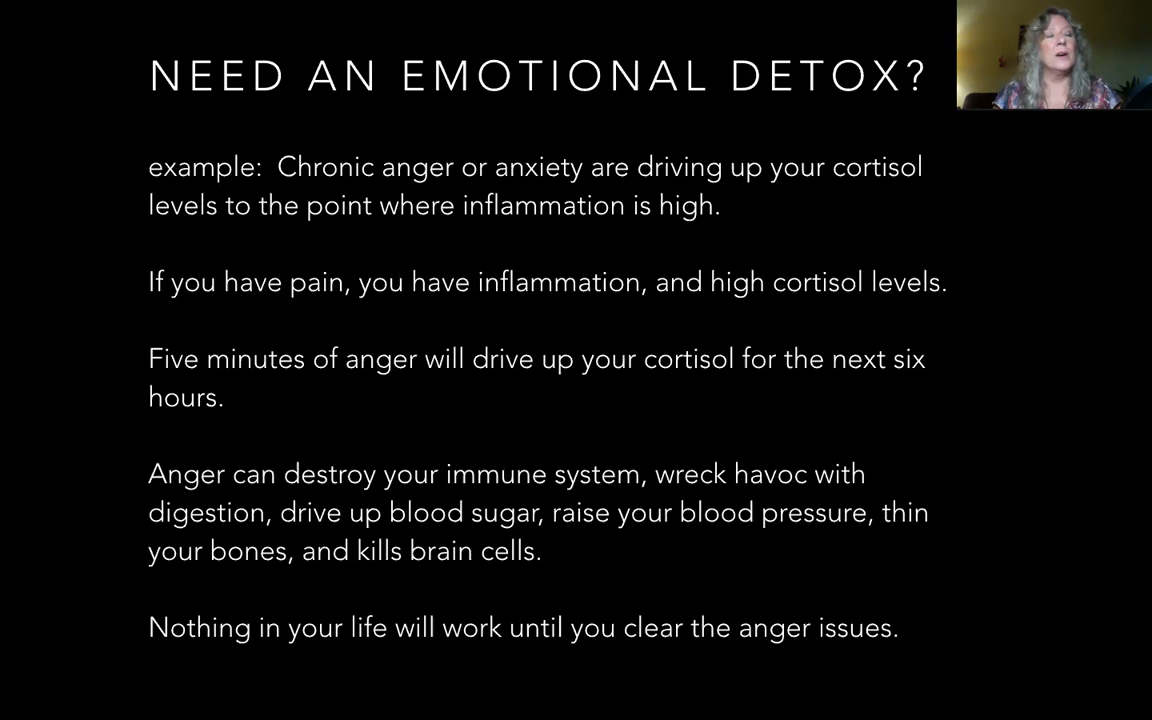 NEED AN EMOTIONAL DETOX?
example:  Chronic anger or anxiety are driving up your cortisol
levels to the point where inflammation is high.
If you have pain, you have inflammation, and high cortisol levels.
Five minutes of anger will drive up your cortisol for the next six
hours.
Anger can destroy your immune system, wreck havoc with
digestion, drive up blood sugar, raise your blood pressure, thin
your bones, and kills brain cells.
Nothing in your life will work until you clear the anger issues.